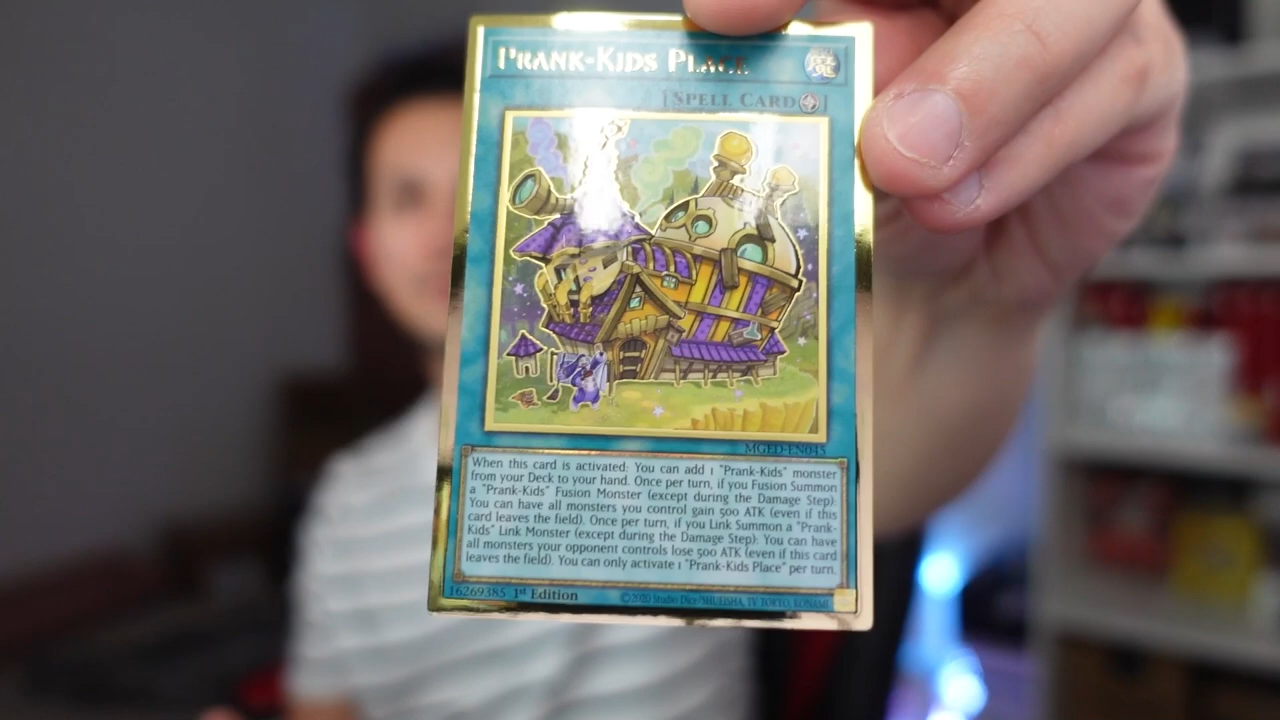 Prank-Kids Place
[Spell Card]
MGED-EN045
When this card is activated: You can add 1 "Prank-Kids" monster
from your Deck to your hand. Once per turn, if you Fusion Summon
a "Prank-Kids" Fusion Monster (except during the Damage Step):
You can have all monsters you control gain 500 ATK (even if this
card leaves the field). Once per turn, if you Link Summon a "Prank-
Kids" Link Monster (except during the Damage Step): You can have
all monsters your opponent controls lose 500 ATK (even if this card
leaves the field). You can only activate 1 "Prank-Kids Place" per turn.
16269385 1st Edition ©2020 Studio Dice/SHUEISHA, TV TOKYO, KONAMI